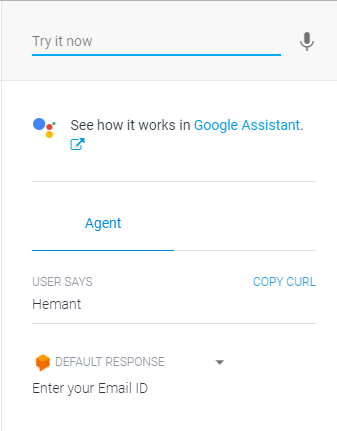 Try it now
See how it works in Google Assistant.
Agent
USER SAYS COPY CURL
Hemant
DEFAULT RESPONSE
Enter your Email ID